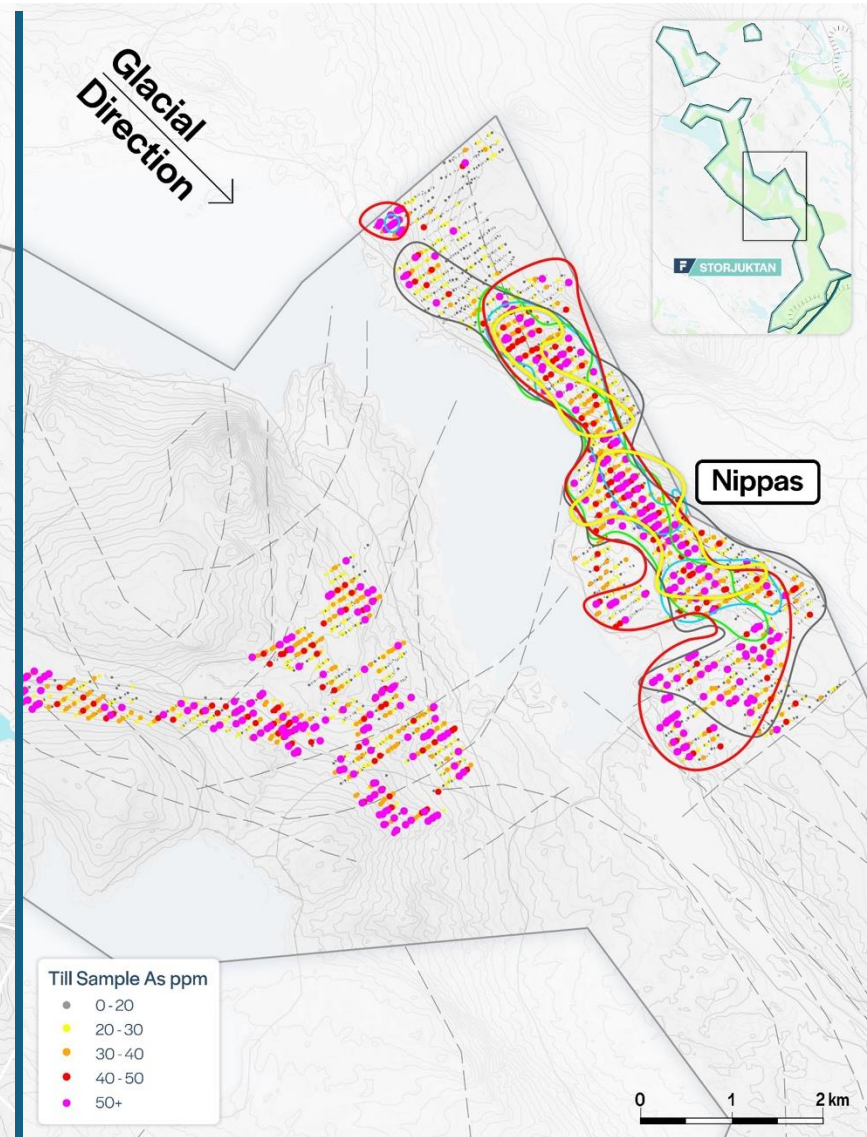 Glacial
Direction
F STORJUKTAN
Nippas
Till Sample As ppm
0-20
20-30
30-40
40-50
50+
0 1 2 km